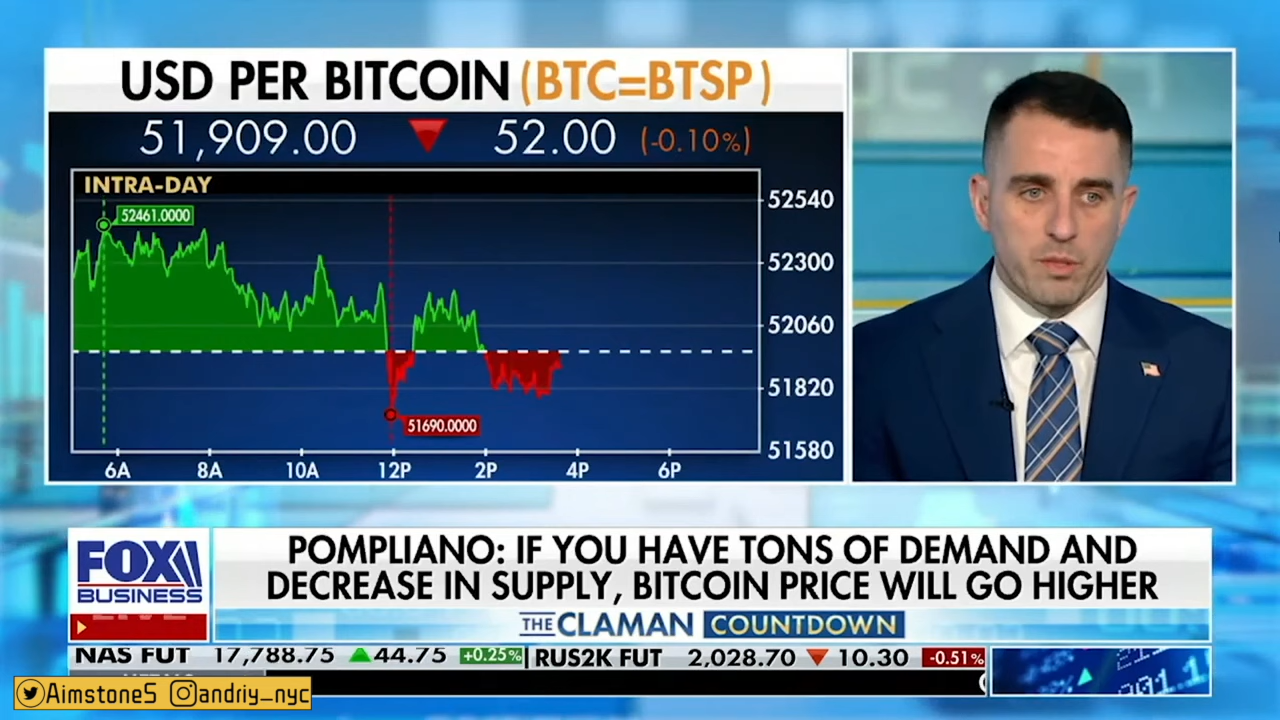 USD PER BITCOIN (BTC=BTSP)
51,909.00 52.00 (-0.10%)
INTRA-DAY
52461.0000
51690.0000
52540
52300
52060
51820
51580
6A 8A 10A 12P 2P 4P 6P
FOX
BUSINESS
LIVE
POMPLIANO: IF YOU HAVE TONS OF DEMAND AND
DECREASE IN SUPPLY, BITCOIN PRICE WILL GO HIGHER
THE CLAMAN COUNTDOWN
NAS FUT 17,788.75 44.75 +0.25% RUS2K FUT 2,028.70 10.30 -0.51%
Aimstone5 andriy_nyc